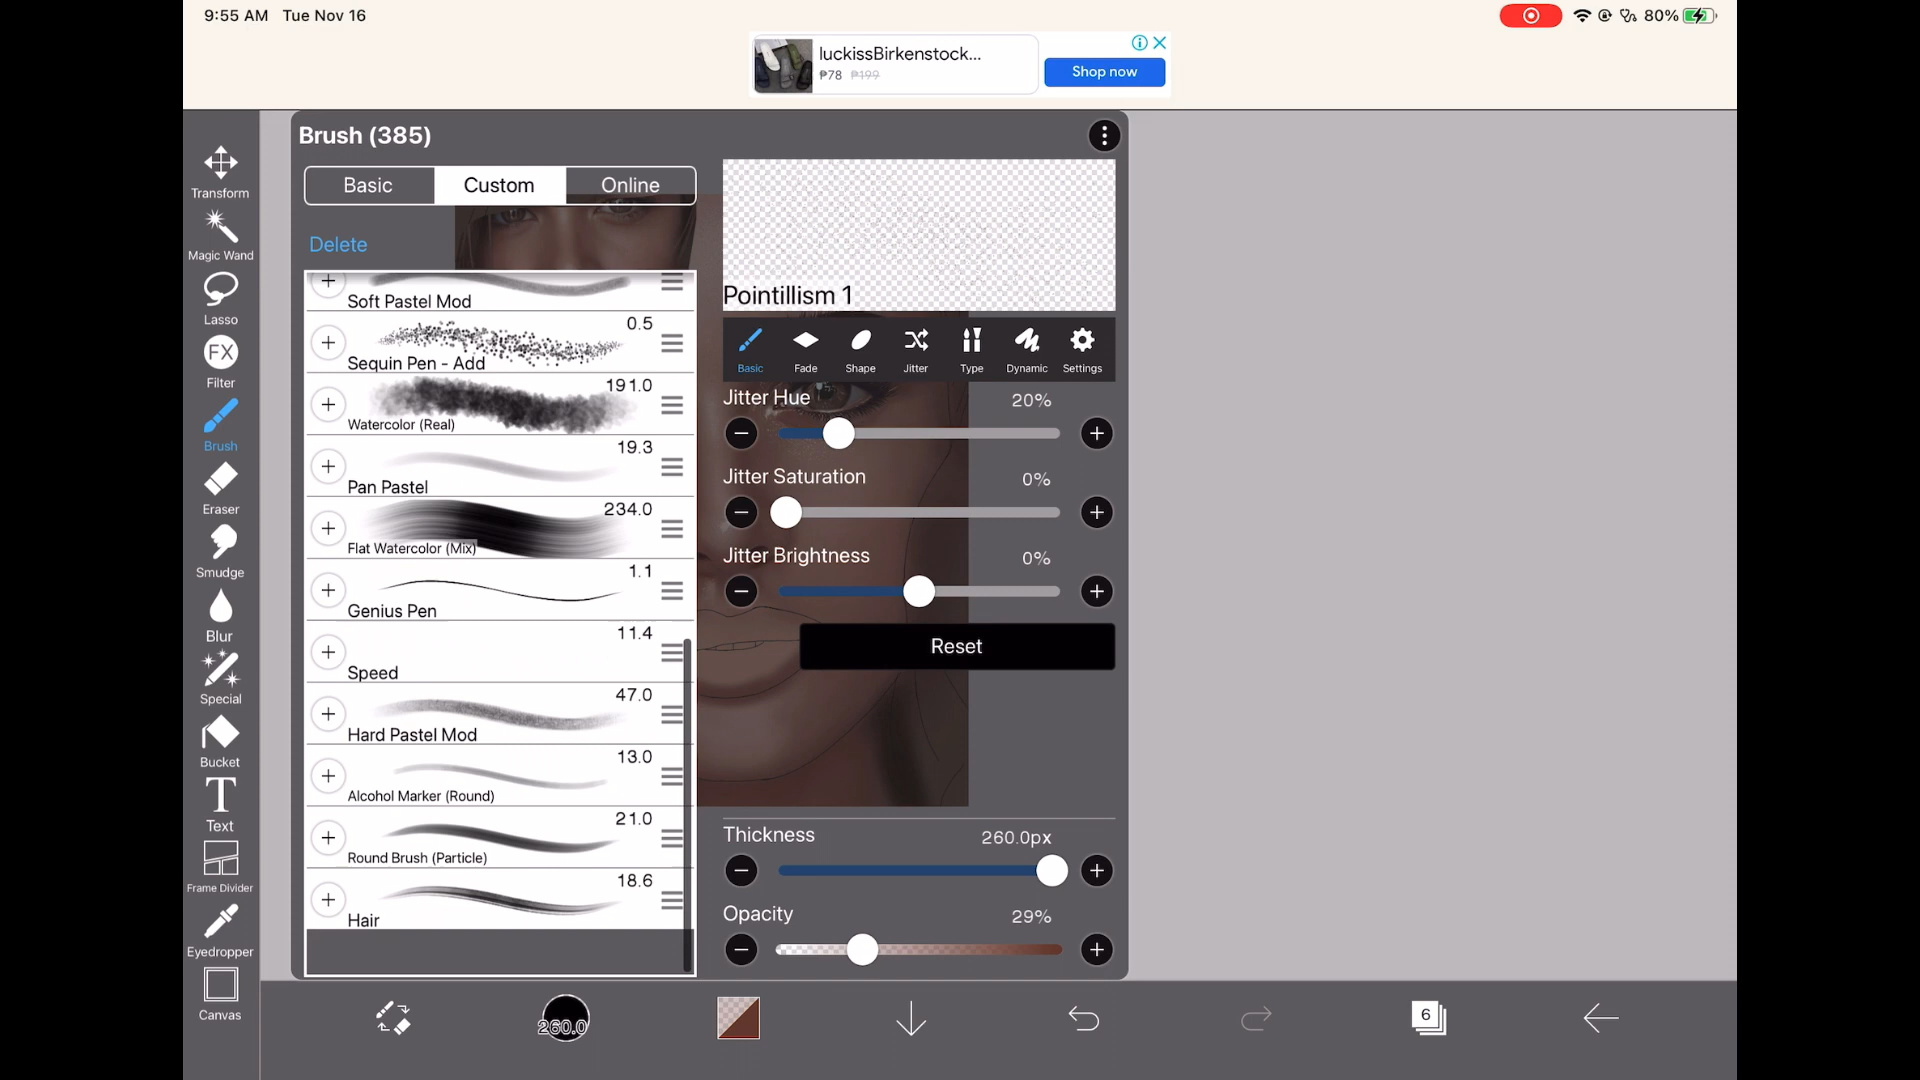 9:55 AM Tue Nov 16
80%
luckissBirkenstock...
₱78 ₱199
Shop now
Brush (385)
Basic
Custom
Online
Delete
Soft Pastel Mod
0.5
Sequin Pen - Add
191.0
Watercolor (Real)
19.3
Pan Pastel
234.0
Flat Watercolor (Mix)
1.1
Genius Pen
11.4
Speed
47.0
Hard Pastel Mod
13.0
Alcohol Marker (Round)
21.0
Round Brush (Particle)
18.6
Hair
Pointillism 1
Basic
Fade
Shape
Jitter
Type
Dynamic
Settings
Jitter Hue
20%
Jitter Saturation
0%
Jitter Brightness
0%
Reset
Thickness
260.0px
Opacity
29%
Transform
Magic Wand
Lasso
FX
Filter
Brush
Eraser
Smudge
Blur
Special
Bucket
T
Text
Frame Divider
Eyedropper
Canvas
260.0
6